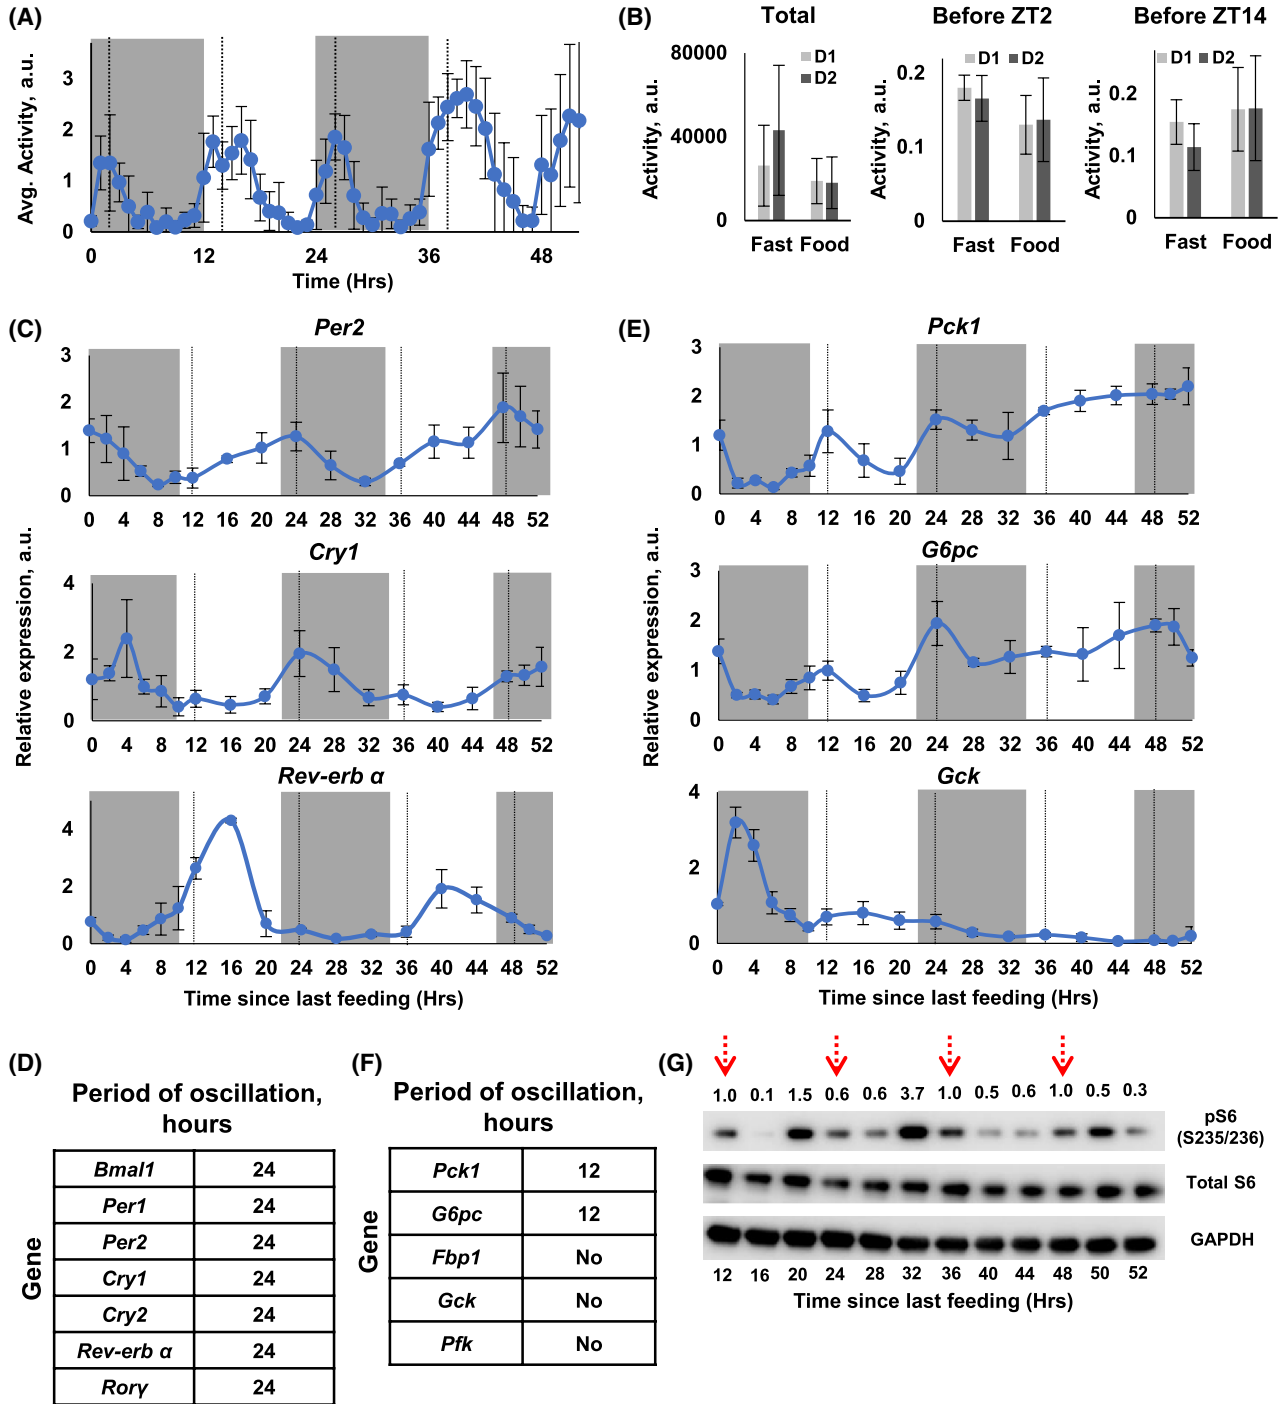 (A)
Avg. Activity, a.u.
3
2
1
0
0 12 24 36 48
Time (Hrs)
(B)
Total
Activity, a.u.
80000
40000
0
D1
D2
Fast Food
Before ZT2
Activity, a.u.
0.2
0.1
0
D1 D2
Fast Food
Before ZT14
Activity, a.u.
0.2
0.1
0
D1 D2
Fast Food
(C)
Relative expression, a.u.
Per2
3
2
1
0
0 4 8 12 16 20 24 28 32 36 40 44 48 52
Cry1
4
2
0
0 4 8 12 16 20 24 28 32 36 40 44 48 52
Rev-erb α
4
2
0
0 4 8 12 16 20 24 28 32 36 40 44 48 52
Time since last feeding (Hrs)
(E)
Relative expression, a.u.
Pck1
3
2
1
0
0 4 8 12 16 20 24 28 32 36 40 44 48 52
G6pc
3
2
1
0
0 4 8 12 16 20 24 28 32 36 40 44 48 52
Gck
4
2
0
0 4 8 12 16 20 24 28 32 36 40 44 48 52
Time since last feeding (Hrs)
(D)
Period of oscillation,
hours
Gene
Bmal1 24
Per1 24
Per2 24
Cry1 24
Cry2 24
Rev-erb α 24
Rorγ 24
(F)
Period of oscillation,
hours
Gene
Pck1 12
G6pc 12
Fbp1 No
Gck No
Pfk No
(G)
1.0 0.1 1.5 0.6 0.6 3.7 1.0 0.5 0.6 1.0 0.5 0.3
pS6
(S235/236)
Total S6
GAPDH
12 16 20 24 28 32 36 40 44 48 50 52
Time since last feeding (Hrs)